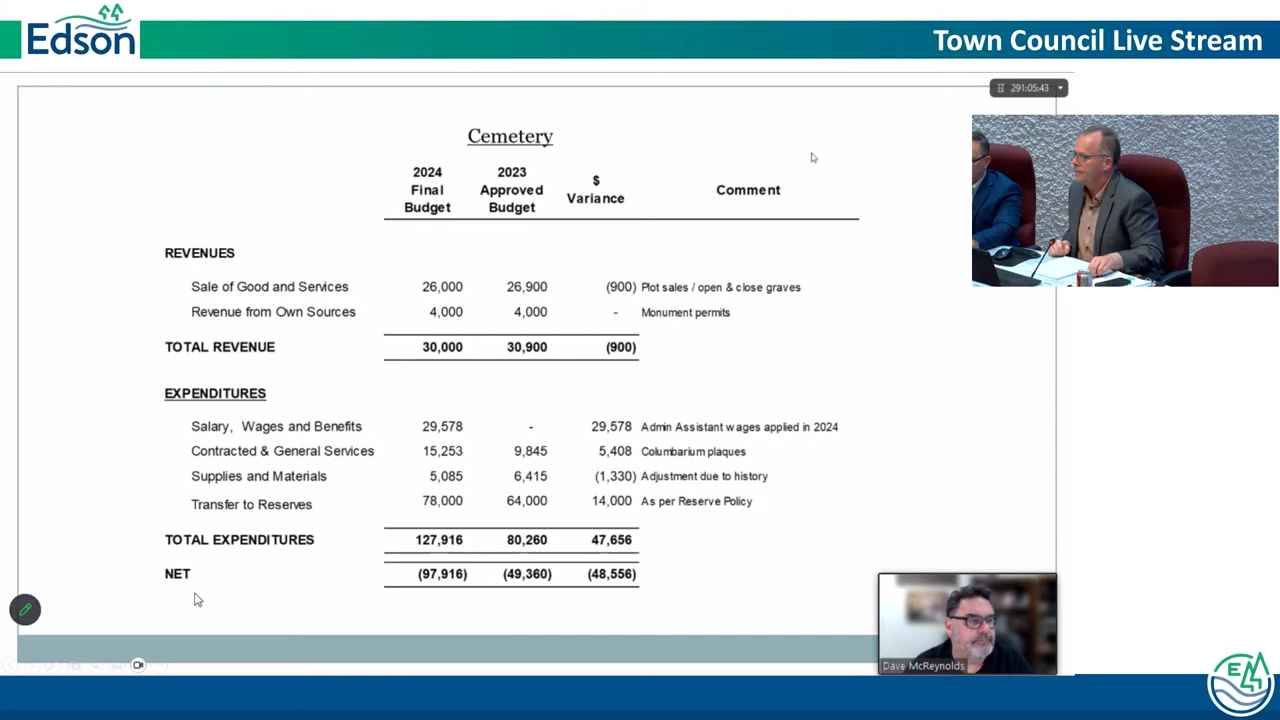 Edson
Town Council Live Stream
291:05:43
Cemetery
2024 Final Budget 2023 Approved Budget $ Variance Comment
REVENUES
Sale of Good and Services 26,000 26,900 (900) Plot sales / open & close graves
Revenue from Own Sources 4,000 4,000 - Monument permits
TOTAL REVENUE 30,000 30,900 (900)
EXPENDITURES
Salary, Wages and Benefits 29,578 - 29,578 Admin Assistant wages applied in 2024
Contracted & General Services 15,253 9,845 5,408 Columbarium plaques
Supplies and Materials 5,085 6,415 (1,330) Adjustment due to history
Transfer to Reserves 78,000 64,000 14,000 As per Reserve Policy
TOTAL EXPENDITURES 127,916 80,260 47,656
NET (97,916) (49,360) (48,556)
Dave McReynolds